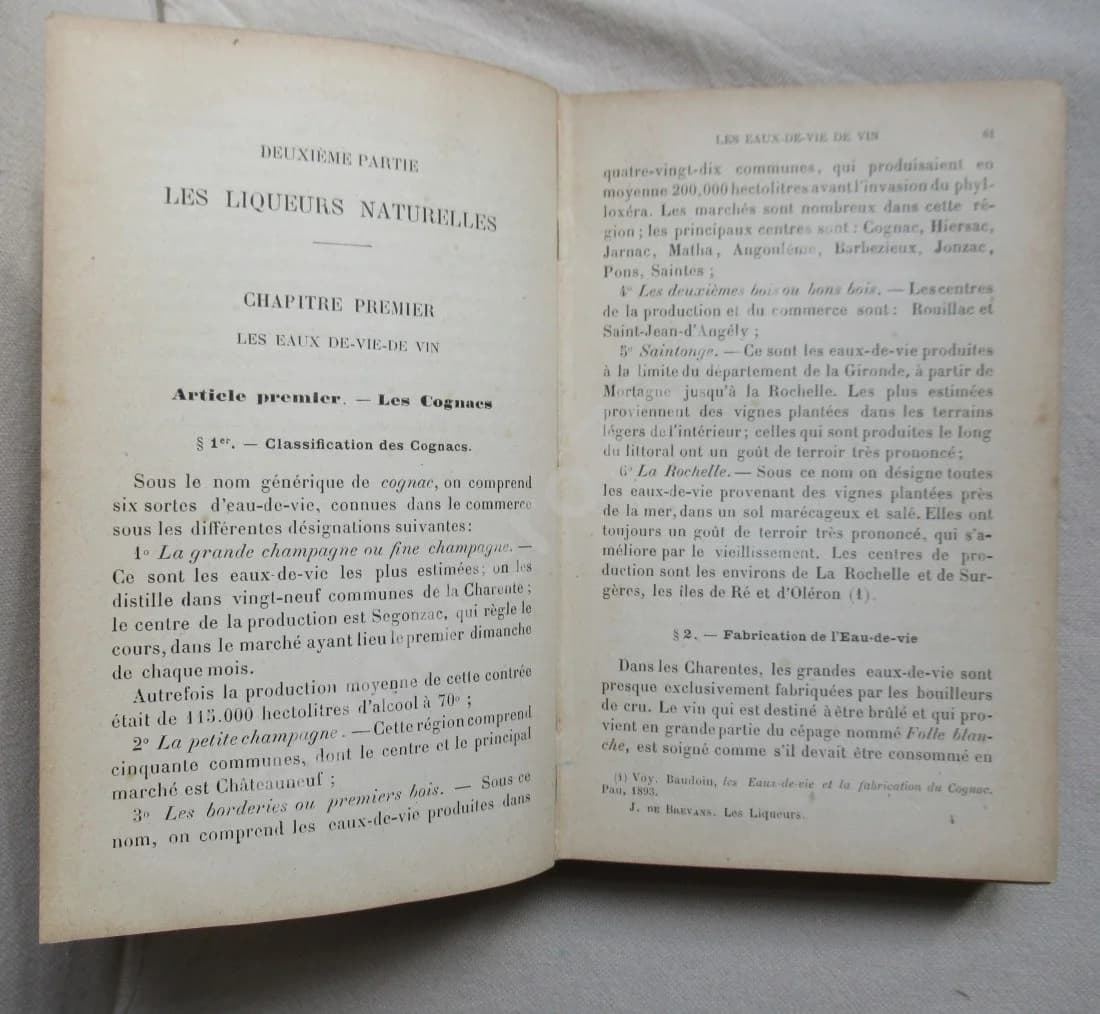 DEUXIÈME PARTIE
LES LIQUEURS NATURELLES
CHAPITRE PREMIER
LES EAUX DE-VIE-DE VIN
Article premier. — Les Cognacs
§ 1er. — Classification des Cognacs.
Sous le nom générique de cognac, on comprend
six sortes d'eau-de-vie, connues dans le commerce
sous les différentes désignations suivantes:
1o La grande champagne ou fine champagne. —
Ce sont les eaux-de-vie les plus estimées; on les
distille dans vingt-neuf communes de la Charente;
le centre de la production est Segonzac, qui règle le
cours, dans le marché ayant lieu le premier dimanche
de chaque mois.
Autrefois la production moyenne de cette contrée
était de 115.000 hectolitres d'alcool à 70o;
2o La petite champagne. — Cette région comprend
cinquante communes, dont le centre et le principal
marché est Châteauneuf;
3o Les borderies ou premiers bois. — Sous ce
nom, on comprend les eaux-de-vie produites dans
LES EAUX-DE-VIE DE VIN 61
quatre-vingt-dix communes, qui produisaient en
moyenne 200,000 hectolitres avant l'invasion du phyl-
loxéra. Les marchés sont nombreux dans cette ré-
gion; les principaux centres sont: Cognac, Hiersac,
Jarnac, Matha, Angoulème, Barbezieux, Jonzac,
Pons, Saintes;
4o Les deuxièmes bois ou bons bois. — Les centres
de la production et du commerce sont: Rouillac et
Saint-Jean-d'Angély;
5o Saintonge. — Ce sont les eaux-de-vie produites
à la limite du département de la Gironde, à partir de
Mortagne jusqu'à la Rochelle. Les plus estimées
proviennent des vignes plantées dans les terrains
légers de l'intérieur; celles qui sont produites le long
du littoral ont un goût de terroir très prononcé;
6o La Rochelle. — Sous ce nom on désigne toutes
les eaux-de-vie provenant des vignes plantées près
de la mer, dans un sol marécageux et salé. Elles ont
toujours un goût de terroir très prononcé, qui s'a-
méliore par le vieillissement. Les centres de pro-
duction sont les environs de La Rochelle et de Sur-
gères, les îles de Ré et d'Oléron (1).
§ 2. — Fabrication de l'Eau-de-vie
Dans les Charentes, les grandes eaux-de-vie sont
presque exclusivement fabriquées par les bouilleurs
de cru. Le vin qui est destiné à être brûlé et qui pro-
vient en grande partie du cépage nommé Folle blan-
che, est soigné comme s'il devait être consommé en
(1) Voy. Baudoin, les Eaux-de-vie et la fabrication du Cognac.
Pau, 1893.
J. DE BREVANS. Les Liqueurs. 4